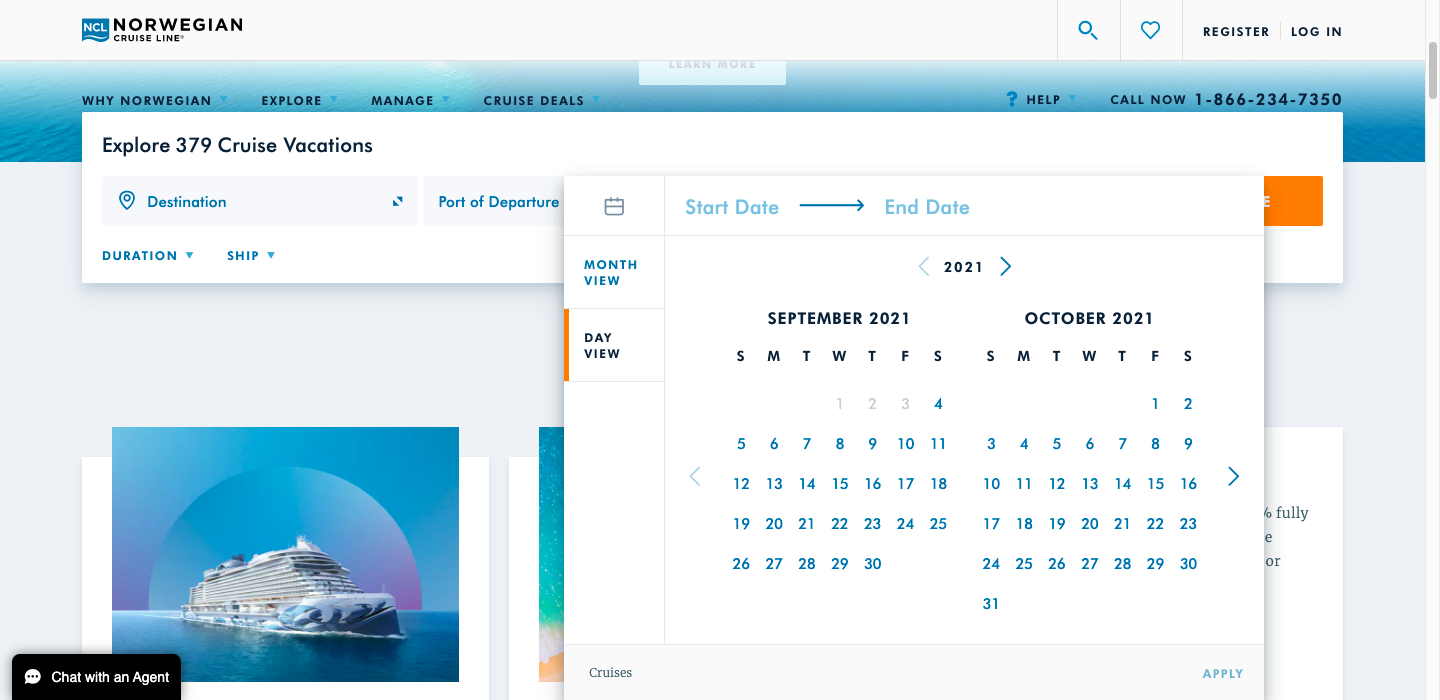 NCL NORWEGIAN
CRUISE LINE®
REGISTER LOG IN
LEARN MORE
WHY NORWEGIAN EXPLORE MANAGE CRUISE DEALS ? HELP CALL NOW 1-866-234-7350
Explore 379 Cruise Vacations
Destination Port of Departure
Start Date End Date
DURATION SHIP
MONTH
VIEW
2021
DAY
VIEW
SEPTEMBER 2021 OCTOBER 2021
S M T W T F S S M T W T F S
1 2 3 4 1 2
5 6 7 8 9 10 11 3 4 5 6 7 8 9
12 13 14 15 16 17 18 10 11 12 13 14 15 16
19 20 21 22 23 24 25 17 18 19 20 21 22 23
26 27 28 29 30 24 25 26 27 28 29 30
31
% fully
or
Cruises APPLY
Chat with an Agent